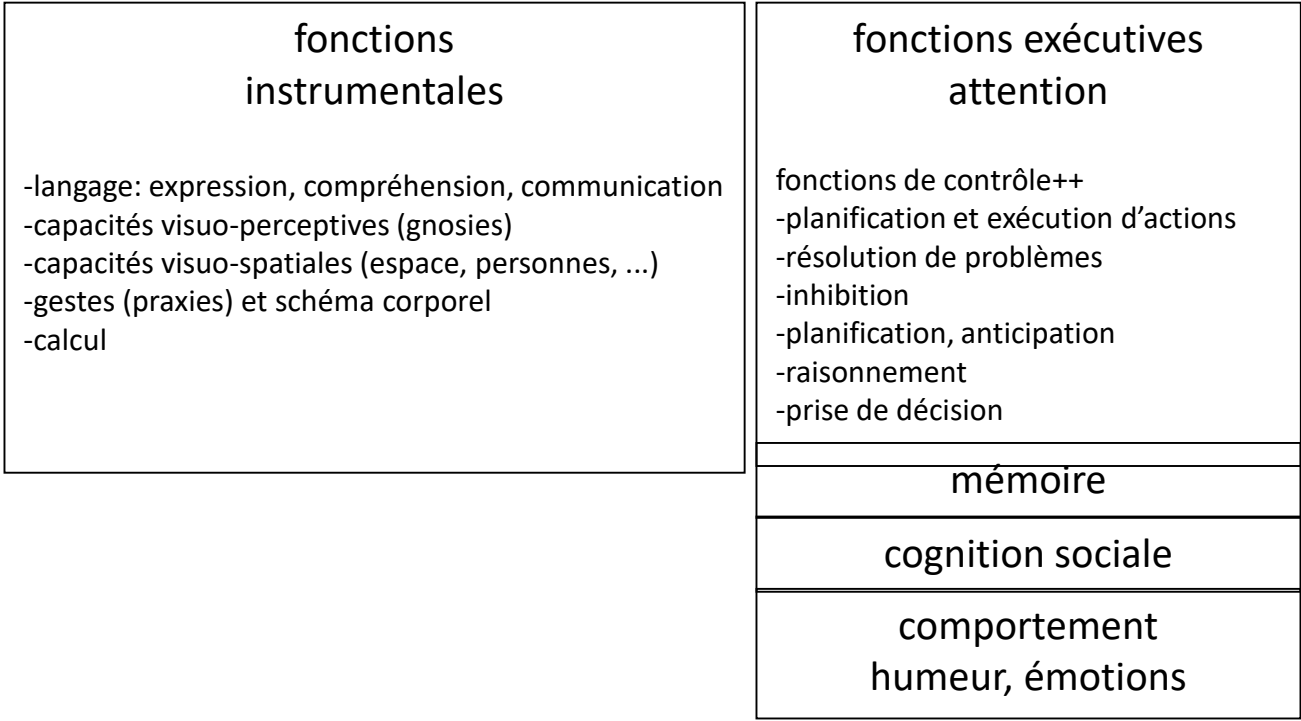 fonctions
instrumentales
-langage: expression, compréhension, communication
-capacités visuo-perceptives (gnosies)
-capacités visuo-spatiales (espace, personnes, ...)
-gestes (praxies) et schéma corporel
-calcul
fonctions exécutives
attention
fonctions de contrôle++
-planification et exécution d’actions
-résolution de problèmes
-inhibition
-planification, anticipation
-raisonnement
-prise de décision
mémoire
cognition sociale
comportement
humeur, émotions